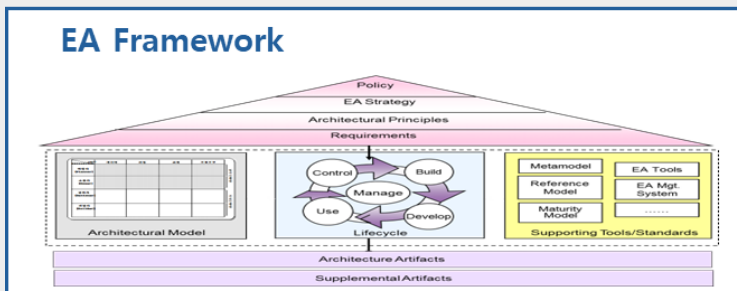 EA Framework
Policy
EA Strategy
Architectural Principles
Requirements
Architectural Model
Control
Build
Manage
Use
Develop
Lifecycle
Metamodel
EA Tools
Reference
Model
EA Mgt.
System
Maturity
Model
......
Supporting Tools/Standards
Architecture Artifacts
Supplemental Artifacts